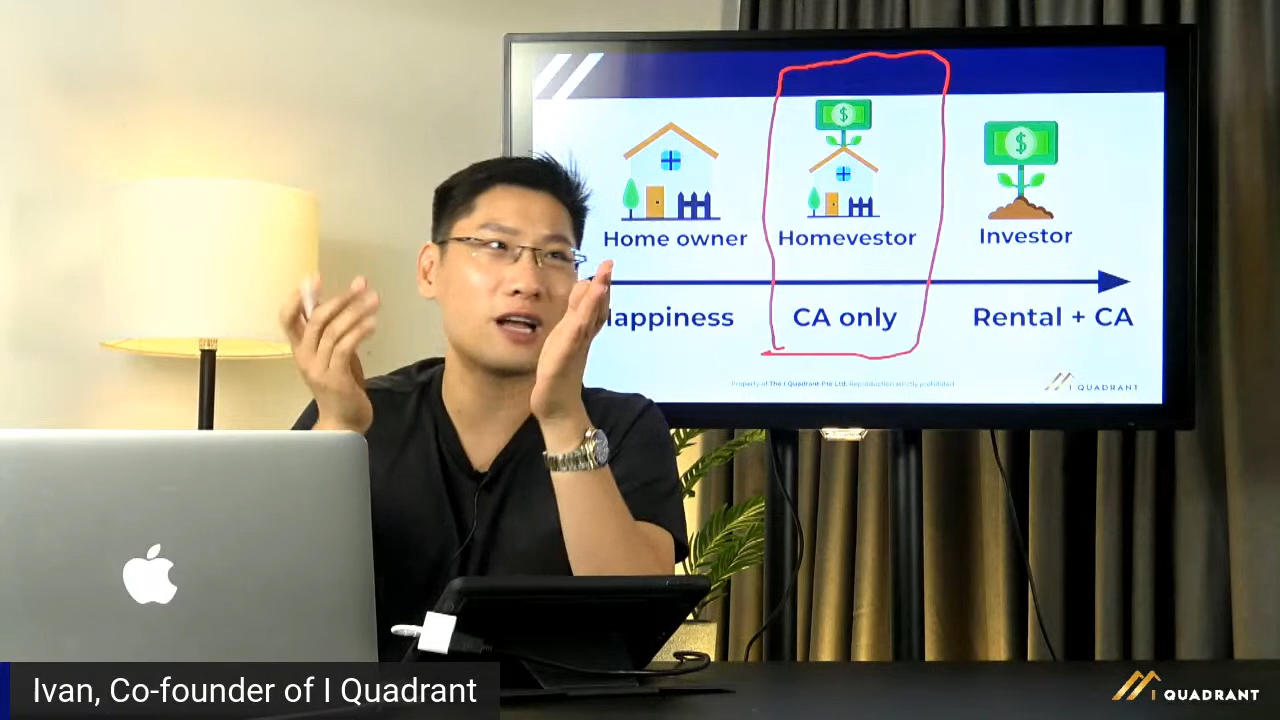 Home owner
Homevestor
Investor
appiness
CA only
Rental + CA
Property of The I Quadrant Pte Ltd. Reproduction strictly prohibited
I QUADRANT
Ivan, Co-founder of I Quadrant
I QUADRANT